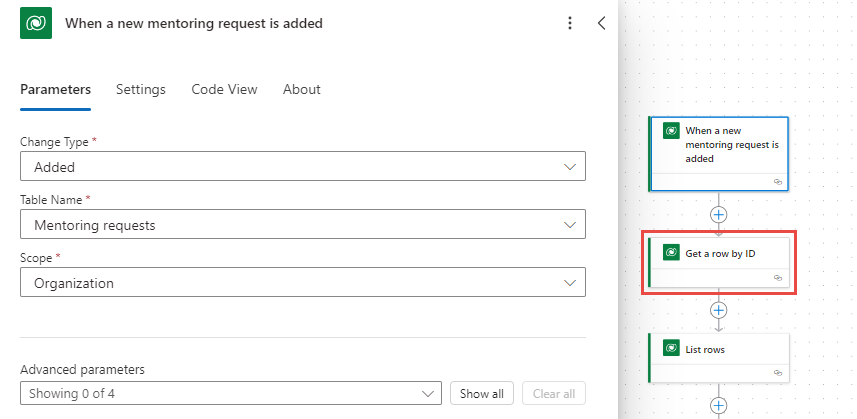 When a new mentoring request is added
Parameters
Settings
Code View
About
Change Type *
Added
Table Name *
Mentoring requests
Scope *
Organization
Advanced parameters
Showing 0 of 4
Show all
Clear all
When a new
mentoring request is
added
Get a row by ID
List rows